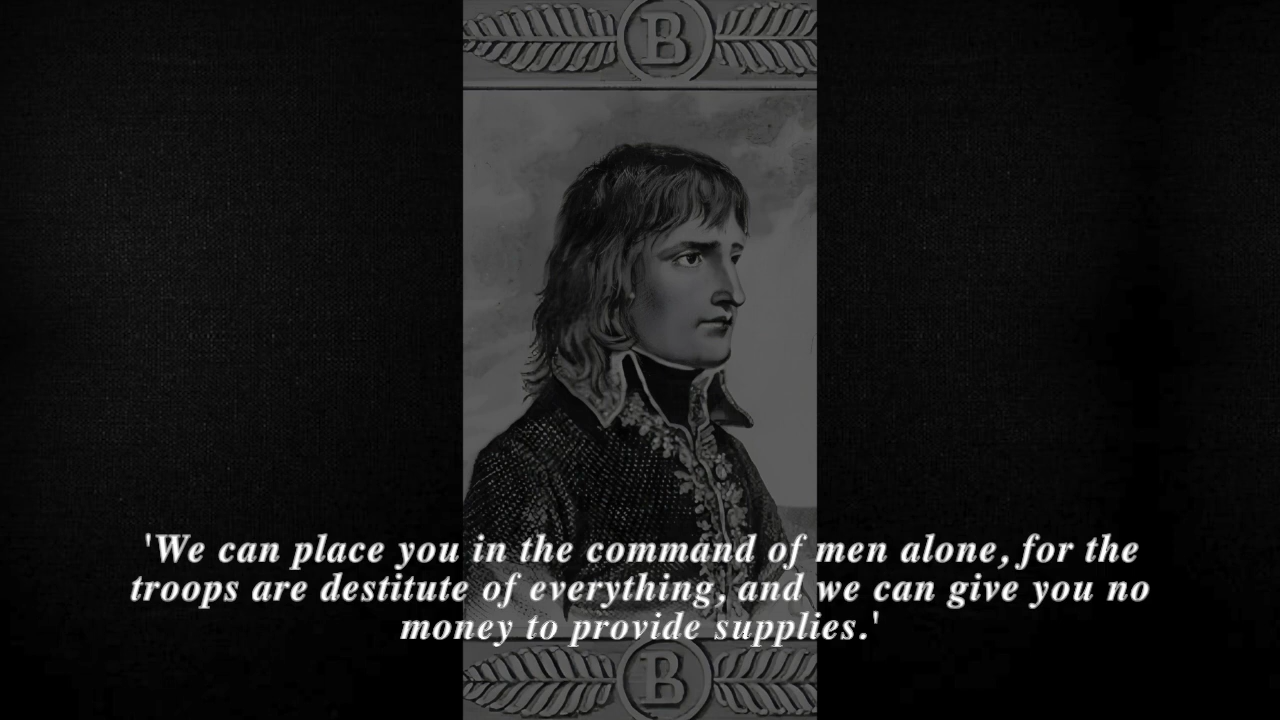 B
'We can place you in the command of men alone, for the
troops are destitute of everything, and we can give you no
money to provide supplies.'
B